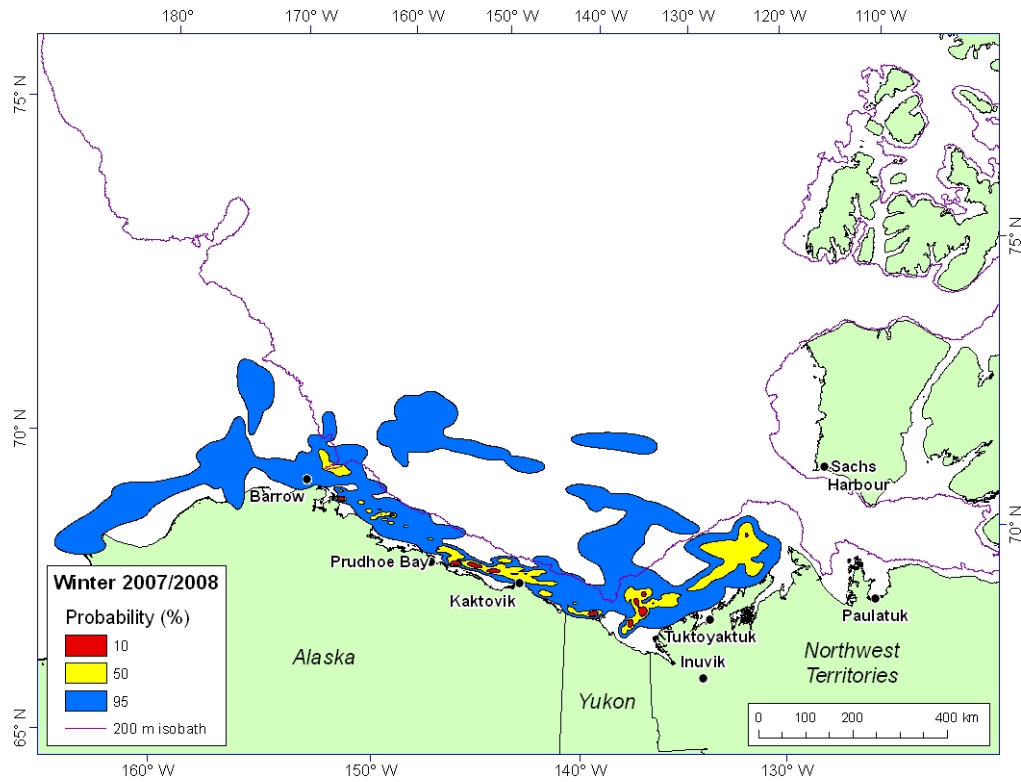 180° 170° W 160° W 150° W 140° W 130° W 120° W 110° W
75° N
75° N
70° N
Sachs
Harbour
Barrow
70° N
Prudhoe Bay
Kaktovik
Paulatuk
Tuktoyaktuk
Inuvik
Northwest
Territories
Alaska
Yukon
Winter 2007/2008
Probability (%)
10
50
95
200 m isobath
0 100 200 400 km
65° N
160° W 150° W 140° W 130° W